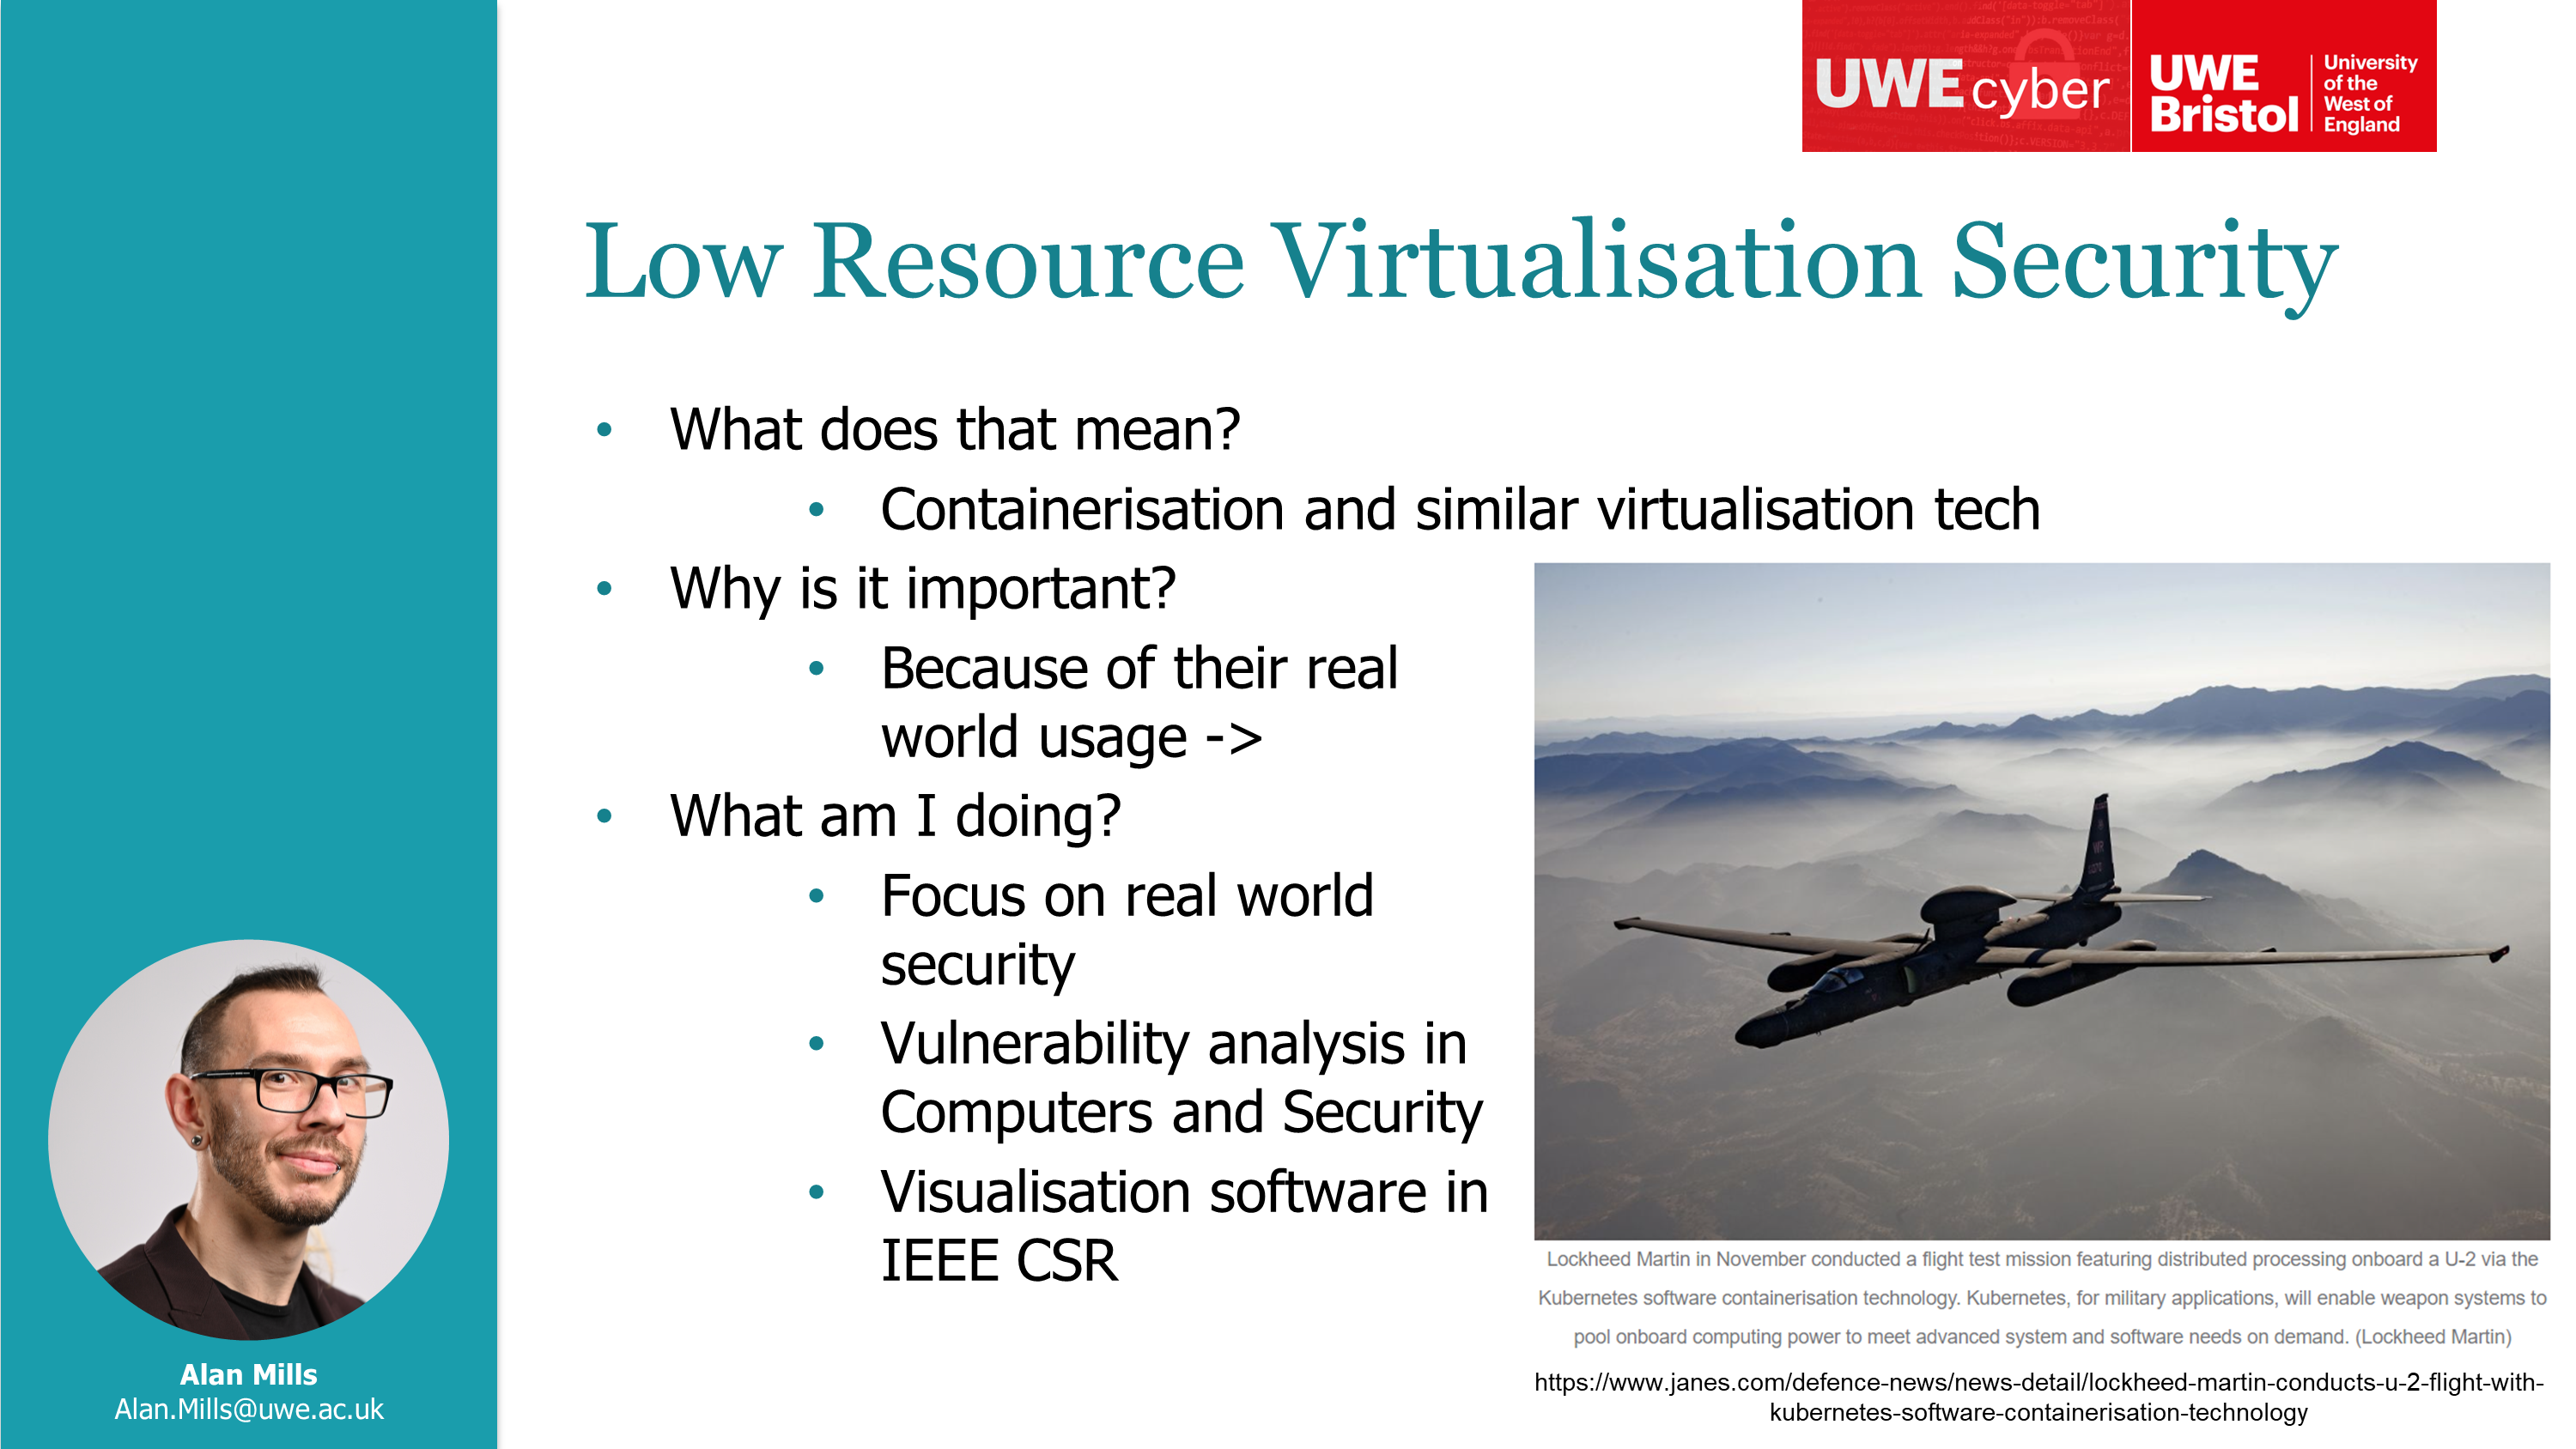 UWE cyber
UWE
Bristol
University
of the
West of
England
Low Resource Virtualisation Security
• What does that mean?
• Containerisation and similar virtualisation tech
• Why is it important?
• Because of their real
world usage ->
• What am I doing?
• Focus on real world
security
• Vulnerability analysis in
Computers and Security
• Visualisation software in
IEEE CSR
Lockheed Martin in November conducted a flight test mission featuring distributed processing onboard a U-2 via the
Kubernetes software containerisation technology. Kubernetes, for military applications, will enable weapon systems to
pool onboard computing power to meet advanced system and software needs on demand. (Lockheed Martin)
https://www.janes.com/defence-news/news-detail/lockheed-martin-conducts-u-2-flight-with-
kubernetes-software-containerisation-technology
Alan Mills
Alan.Mills@uwe.ac.uk